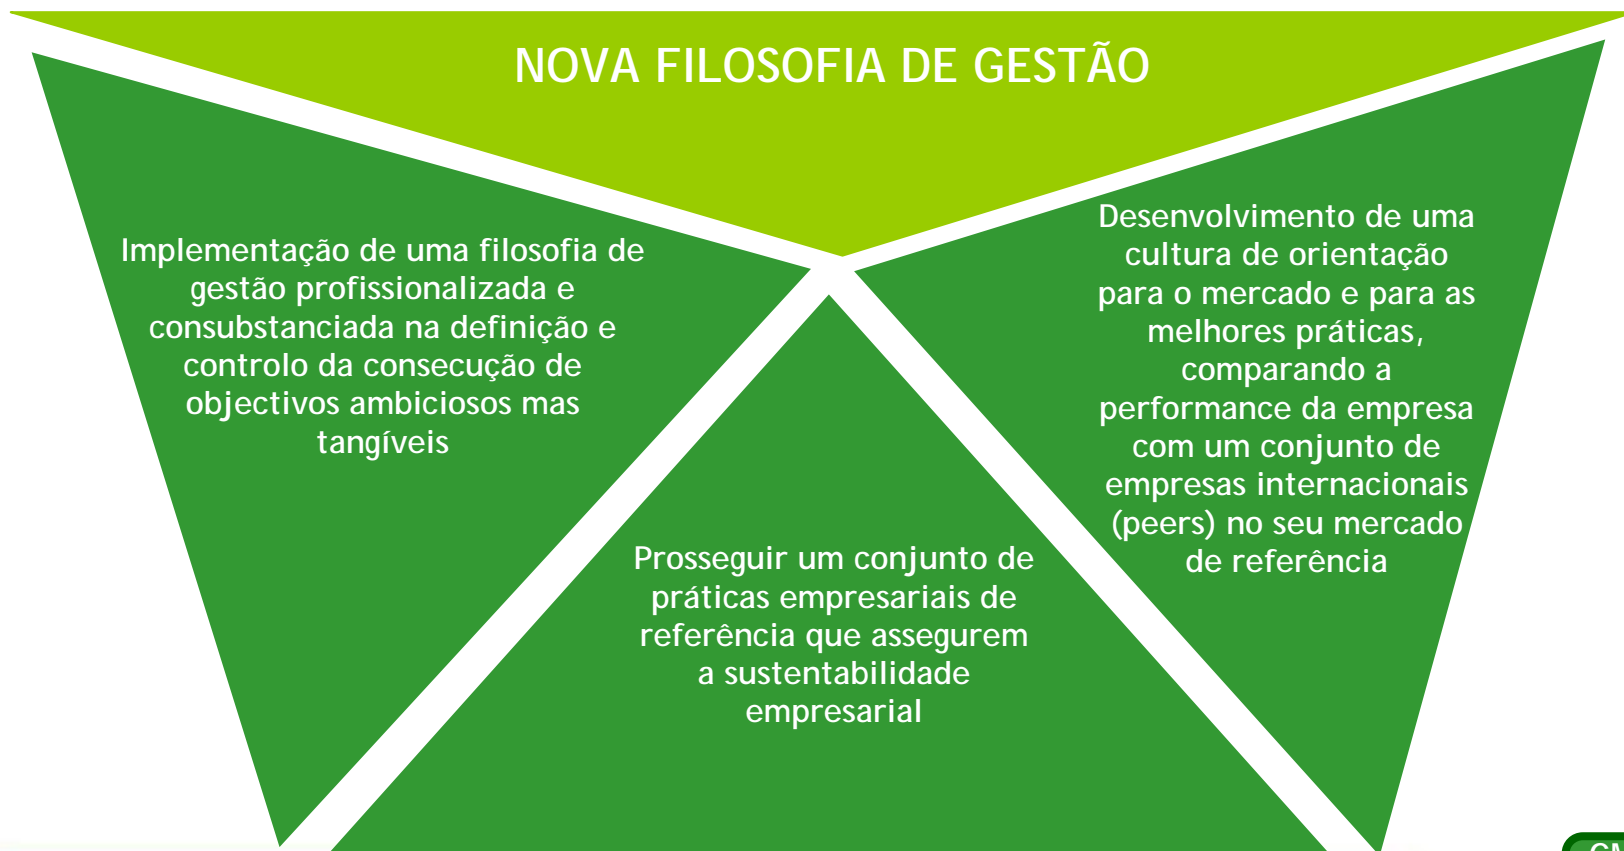 NOVA FILOSOFIA DE GESTÃO
Implementação de uma filosofia de
gestão profissionalizada e
consubstanciada na definição e
controlo da consecução de
objectivos ambiciosos mas
tangíveis
Prosseguir um conjunto de
práticas empresariais de
referência que assegurem
a sustentabilidade
empresarial
Desenvolvimento de uma
cultura de orientação
para o mercado e para as
melhores práticas,
comparando a
performance da empresa
com um conjunto de
empresas internacionais
(peers) no seu mercado
de referência